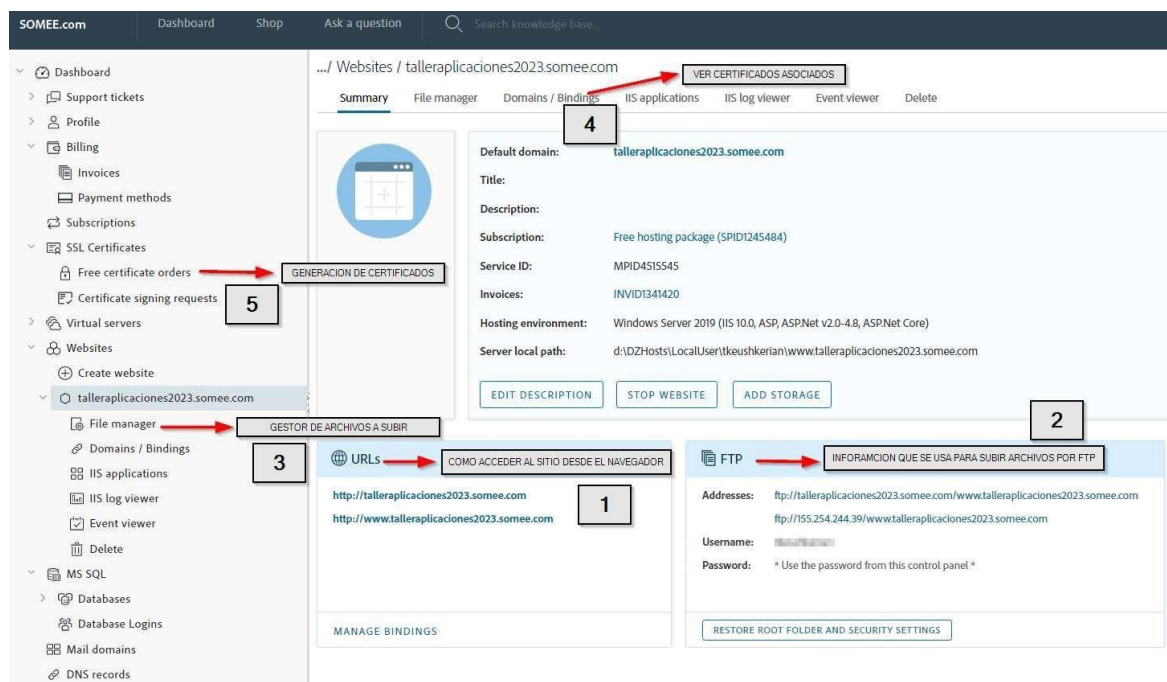 SOMEE.com Dashboard Shop Ask a question Search knowledge base...
Dashboard
Support tickets
Profile
Billing
Invoices
Payment methods
Subscriptions
SSL Certificates
Free certificate orders
GENERACION DE CERTIFICADOS
Certificate signing requests
5
Virtual servers
Websites
Create website
talleraplicaciones2023.somee.com
File manager
GESTOR DE ARCHIVOS A SUBIR
Domains / Bindings
3
IIS applications
IIS log viewer
Event viewer
Delete
MS SQL
Databases
Database Logins
Mail domains
DNS records
.../ Websites / talleraplicaciones2023.somee.com
VER CERTIFICADOS ASOCIADOS
Summary File manager Domains / Bindings IIS applications IIS log viewer Event viewer Delete
4
Default domain: talleraplicaciones2023.somee.com
Title:
Description:
Subscription: Free hosting package (SPID1245484)
Service ID: MPID4515545
Invoices: INVID1341420
Hosting environment: Windows Server 2019 (IIS 10.0, ASP, ASP.Net v2.0-4.8, ASP.Net Core)
Server local path: d:\DZHosts\LocalUser\tkeushkerian\www.talleraplicaciones2023.somee.com
EDIT DESCRIPTION STOP WEBSITE ADD STORAGE
URLs
COMO ACCEDER AL SITIO DESDE EL NAVEGADOR
http://talleraplicaciones2023.somee.com
http://www.talleraplicaciones2023.somee.com
1
MANAGE BINDINGS
2
FTP
INFORAMCION QUE SE USA PARA SUBIR ARCHIVOS POR FTP
Addresses: ftp://talleraplicaciones2023.somee.com/www.talleraplicaciones2023.somee.com
ftp://155.254.244.39/www.talleraplicaciones2023.somee.com
Username:
Password: * Use the password from this control panel *
RESTORE ROOT FOLDER AND SECURITY SETTINGS